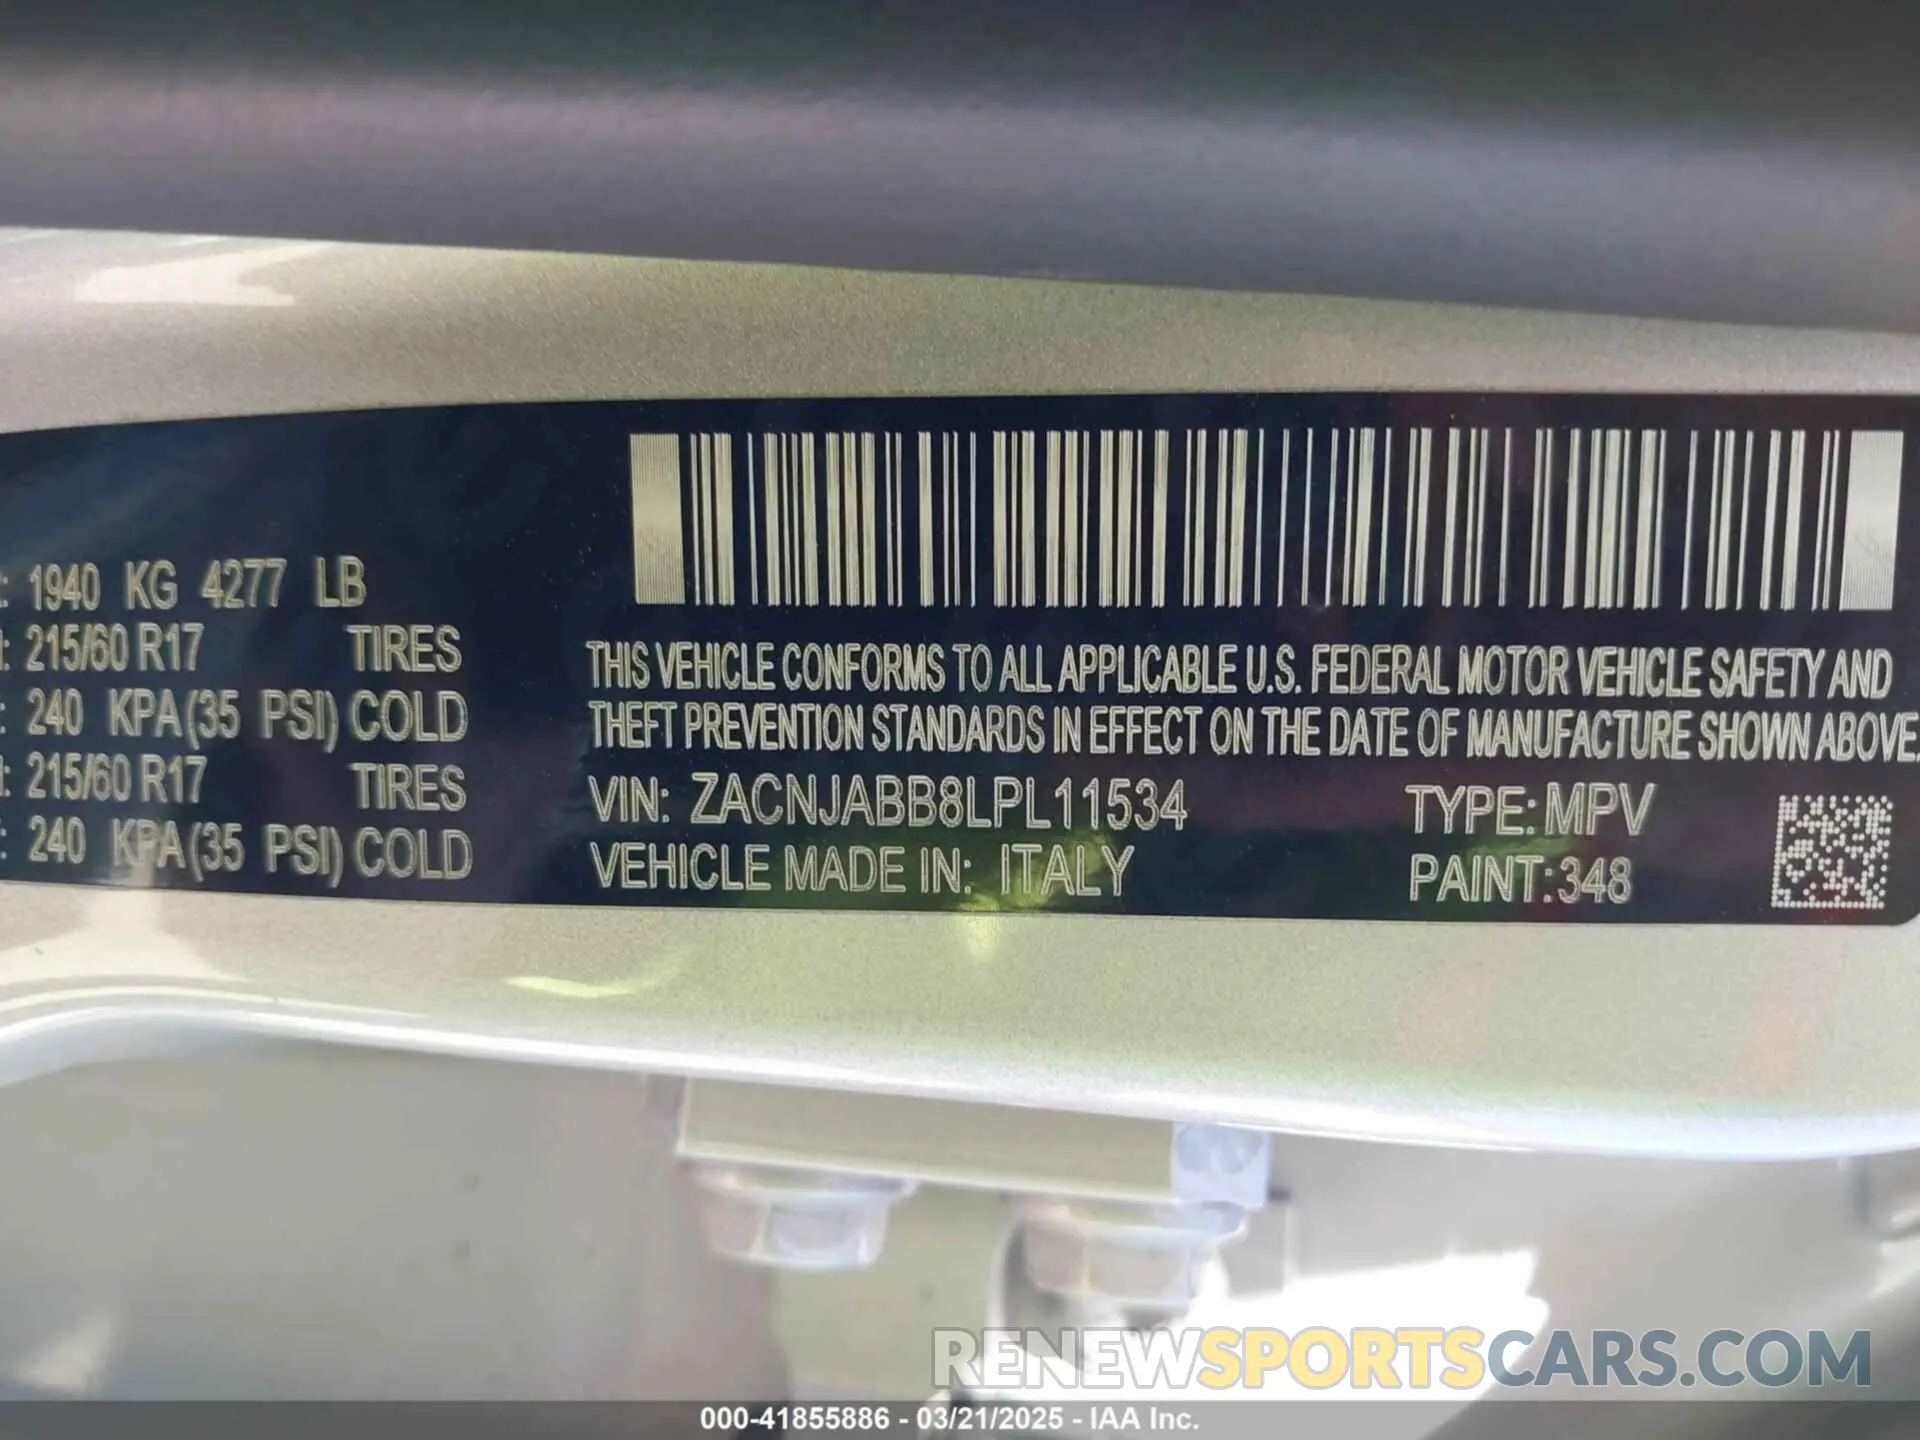 1940 KG 4277 LB
215/60 R17 TIRES
240 KPA (35 PSI) COLD
215/60 R17 TIRES
240 KPA (35 PSI) COLD
THIS VEHICLE CONFORMS TO ALL APPLICABLE U.S. FEDERAL MOTOR VEHICLE SAFETY AND
THEFT PREVENTION STANDARDS IN EFFECT ON THE DATE OF MANUFACTURE SHOWN ABOVE.
VIN: ZACNJABB8LPL11534 TYPE: MPV
VEHICLE MADE IN: ITALY PAINT: 348
RENEWSPORTSCARS.COM
000-41855886 - 03/21/2025 - IAA Inc.